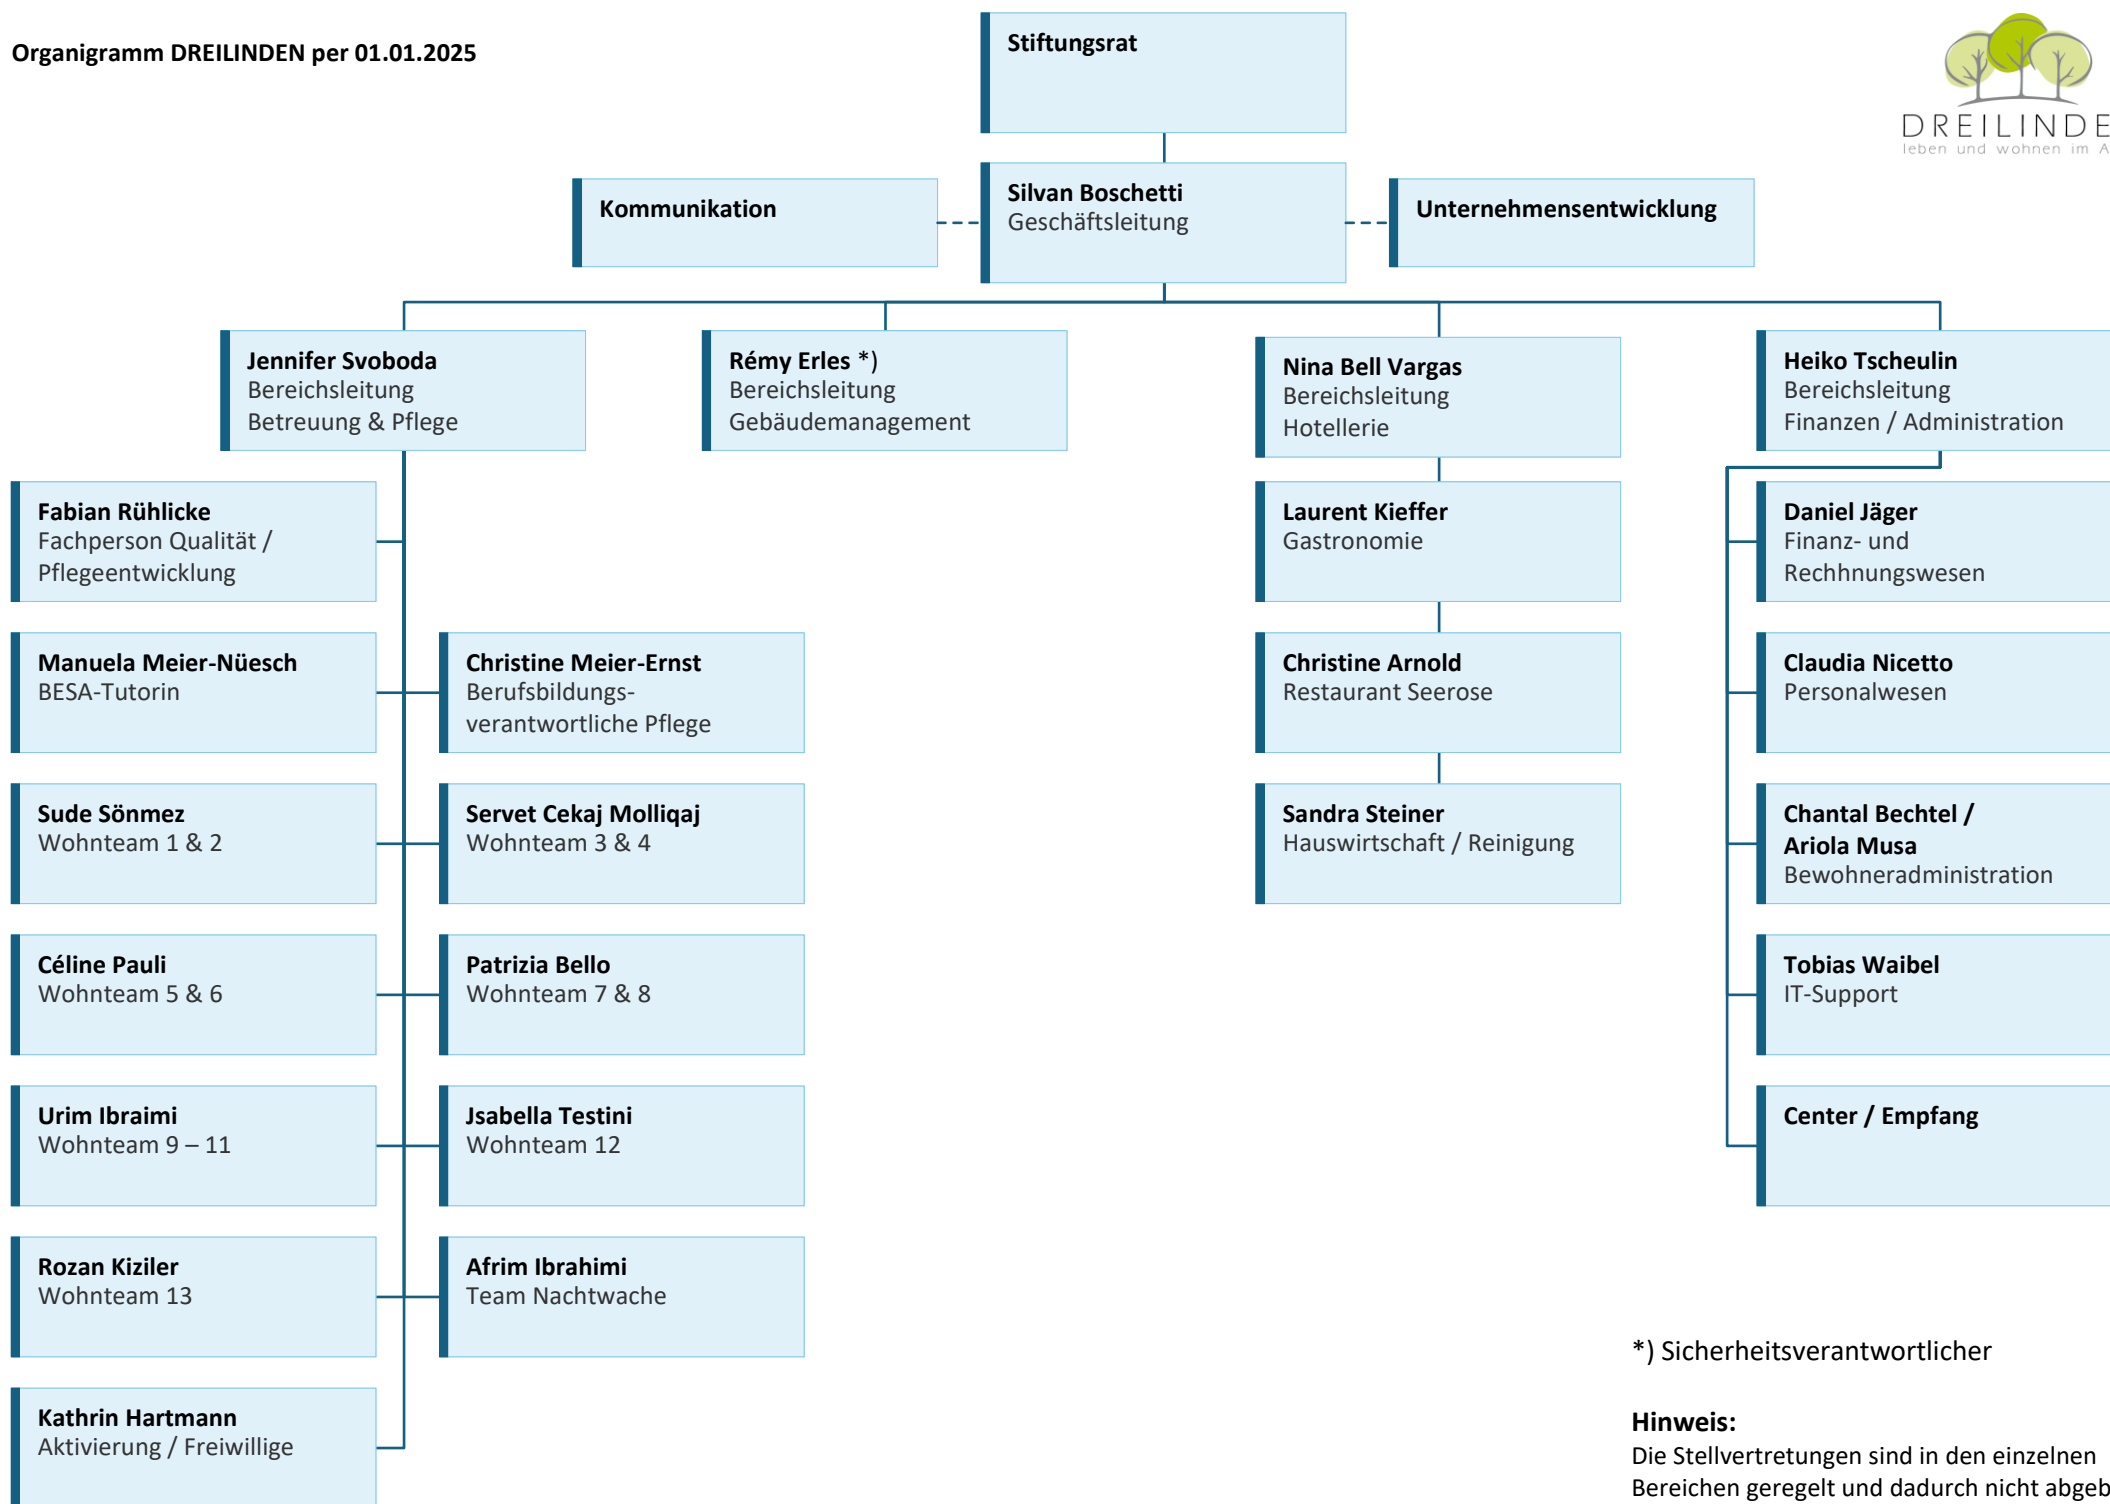 Organigramm DREILINDEN per 01.01.2025
Stiftungsrat
DREILINDE
leben und wohnen im A
Kommunikation
Silvan Boschetti
Geschäftsleitung
Unternehmensentwicklung
Jennifer Svoboda
Bereichsleitung
Betreuung & Pflege
Rémy Erles *)
Bereichsleitung
Gebäudemanagement
Nina Bell Vargas
Bereichsleitung
Hotellerie
Heiko Tscheulin
Bereichsleitung
Finanzen / Administration
Fabian Rühlicke
Fachperson Qualität /
Pflegeentwicklung
Laurent Kieffer
Gastronomie
Daniel Jäger
Finanz- und
Rechhnungswesen
Manuela Meier-Nüesch
BESA-Tutorin
Christine Meier-Ernst
Berufsbildungs-
verantwortliche Pflege
Christine Arnold
Restaurant Seerose
Claudia Nicetto
Personalwesen
Sude Sönmez
Wohnteam 1 & 2
Servet Cekaj Molliqaj
Wohnteam 3 & 4
Sandra Steiner
Hauswirtschaft / Reinigung
Chantal Bechtel /
Ariola Musa
Bewohneradministration
Céline Pauli
Wohnteam 5 & 6
Patrizia Bello
Wohnteam 7 & 8
Tobias Waibel
IT-Support
Urim Ibraimi
Wohnteam 9 – 11
Jsabella Testini
Wohnteam 12
Center / Empfang
Rozan Kiziler
Wohnteam 13
Afrim Ibrahimi
Team Nachtwache
Kathrin Hartmann
Aktivierung / Freiwillige
*) Sicherheitsverantwortlicher
Hinweis:
Die Stellvertretungen sind in den einzelnen
Bereichen geregelt und dadurch nicht abgeb